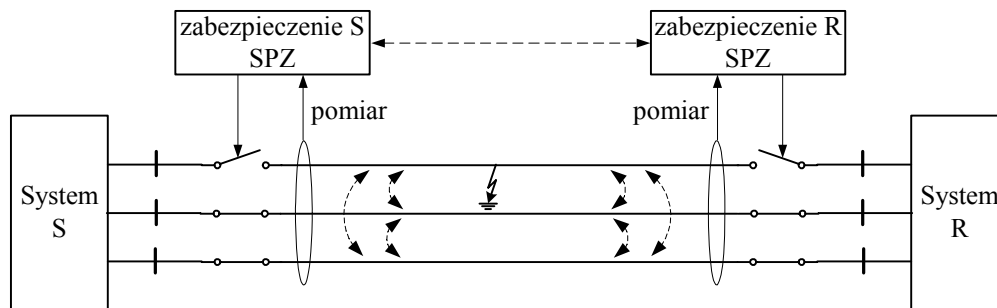 zabezpieczenie S
SPZ
zabezpieczenie R
SPZ
pomiar
pomiar
System
S
System
R